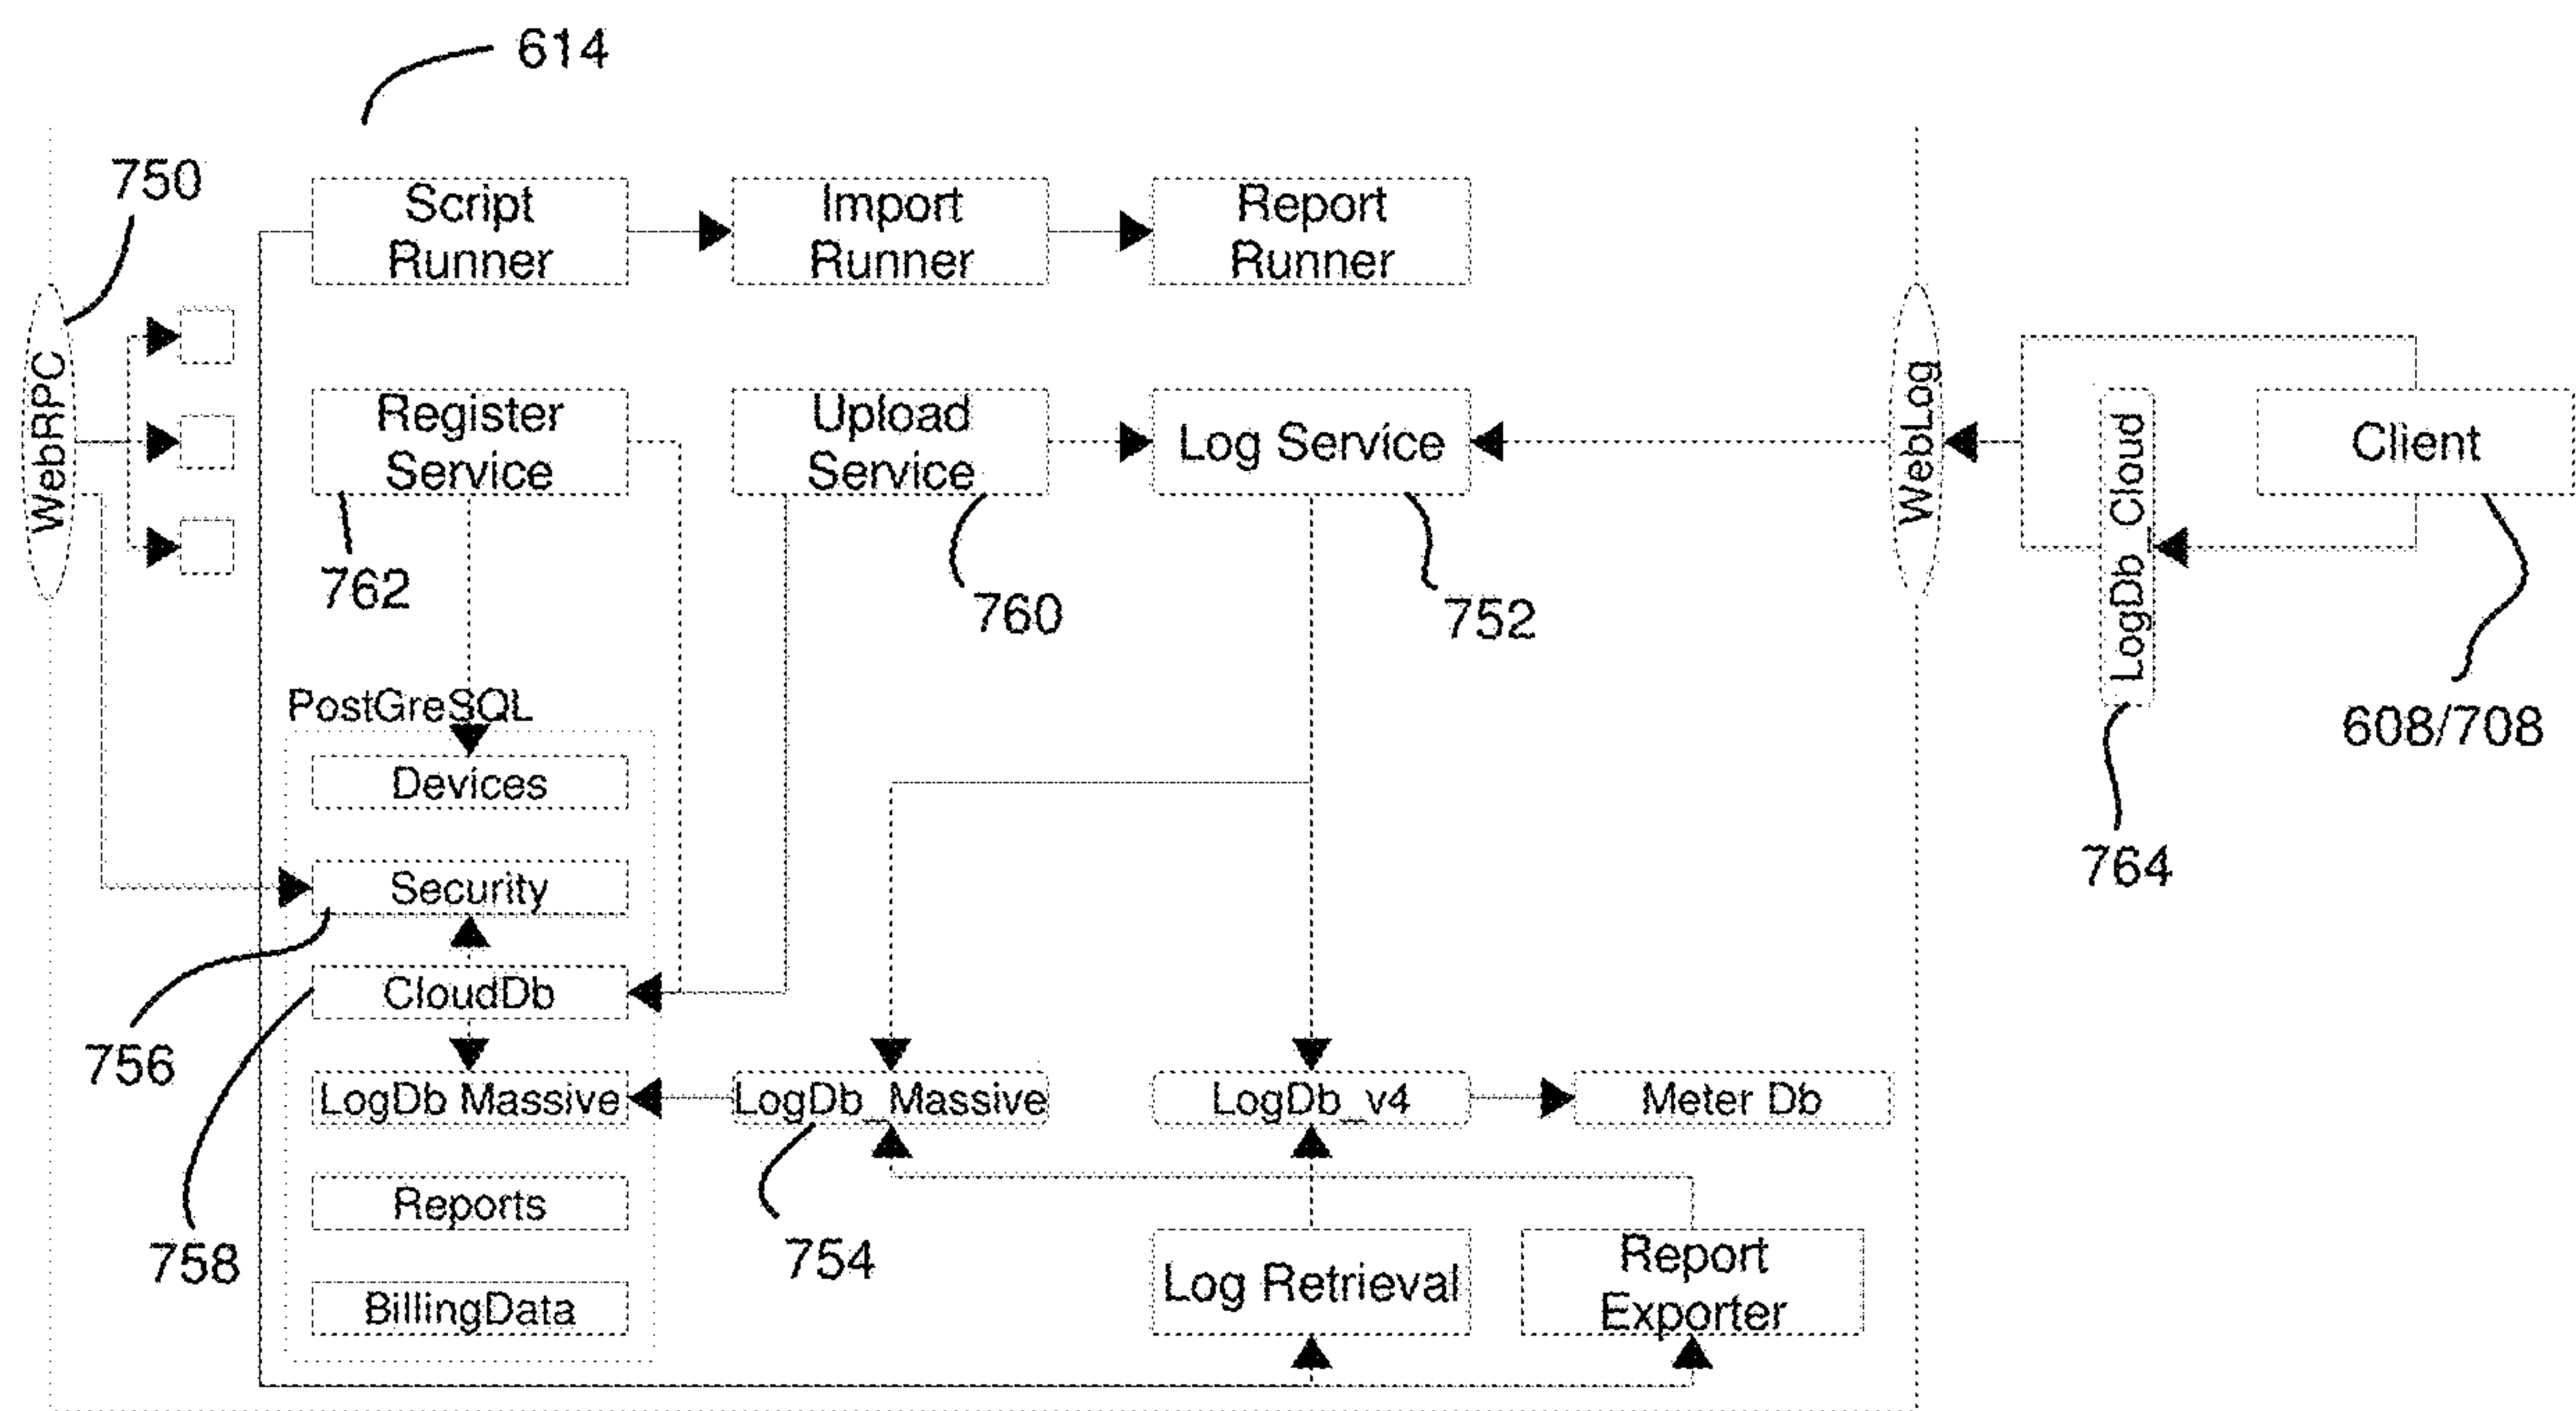 614
750
Script
Runner
Import
Runner
Report
Runner
WebRPC
Register
Service
Upload
Service
Log Service
WebLog
LogDb_Cloud
Client
762
760
752
608/708
764
PostGreSQL
Devices
Security
CloudDb
LogDb Massive
Reports
BillingData
756
758
LogDb_Massive
LogDb_v4
Meter Db
754
Log Retrieval
Report
Exporter